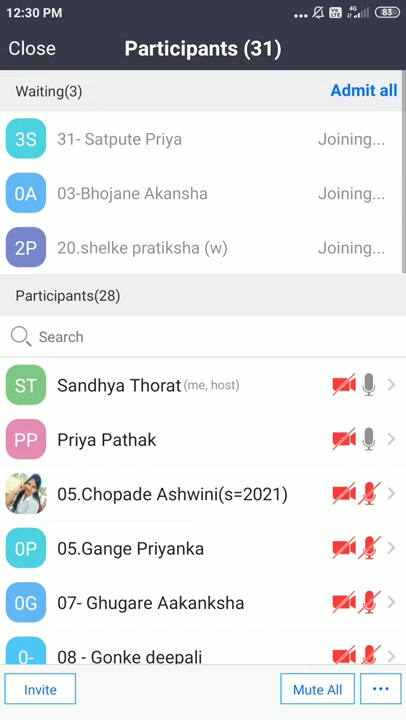 12:30 PM
4G
83
Close Participants (31)
Waiting(3) Admit all
3S 31- Satpute Priya Joining...
0A 03-Bhojane Akansha Joining...
2P 20.shelke pratiksha (w) Joining...
Participants(28)
Search
ST Sandhya Thorat (me, host)
PP Priya Pathak
05.Chopade Ashwini(s=2021)
0P 05.Gange Priyanka
0G 07- Ghugare Aakanksha
0- 08 - Gonke deepali
Invite Mute All ...